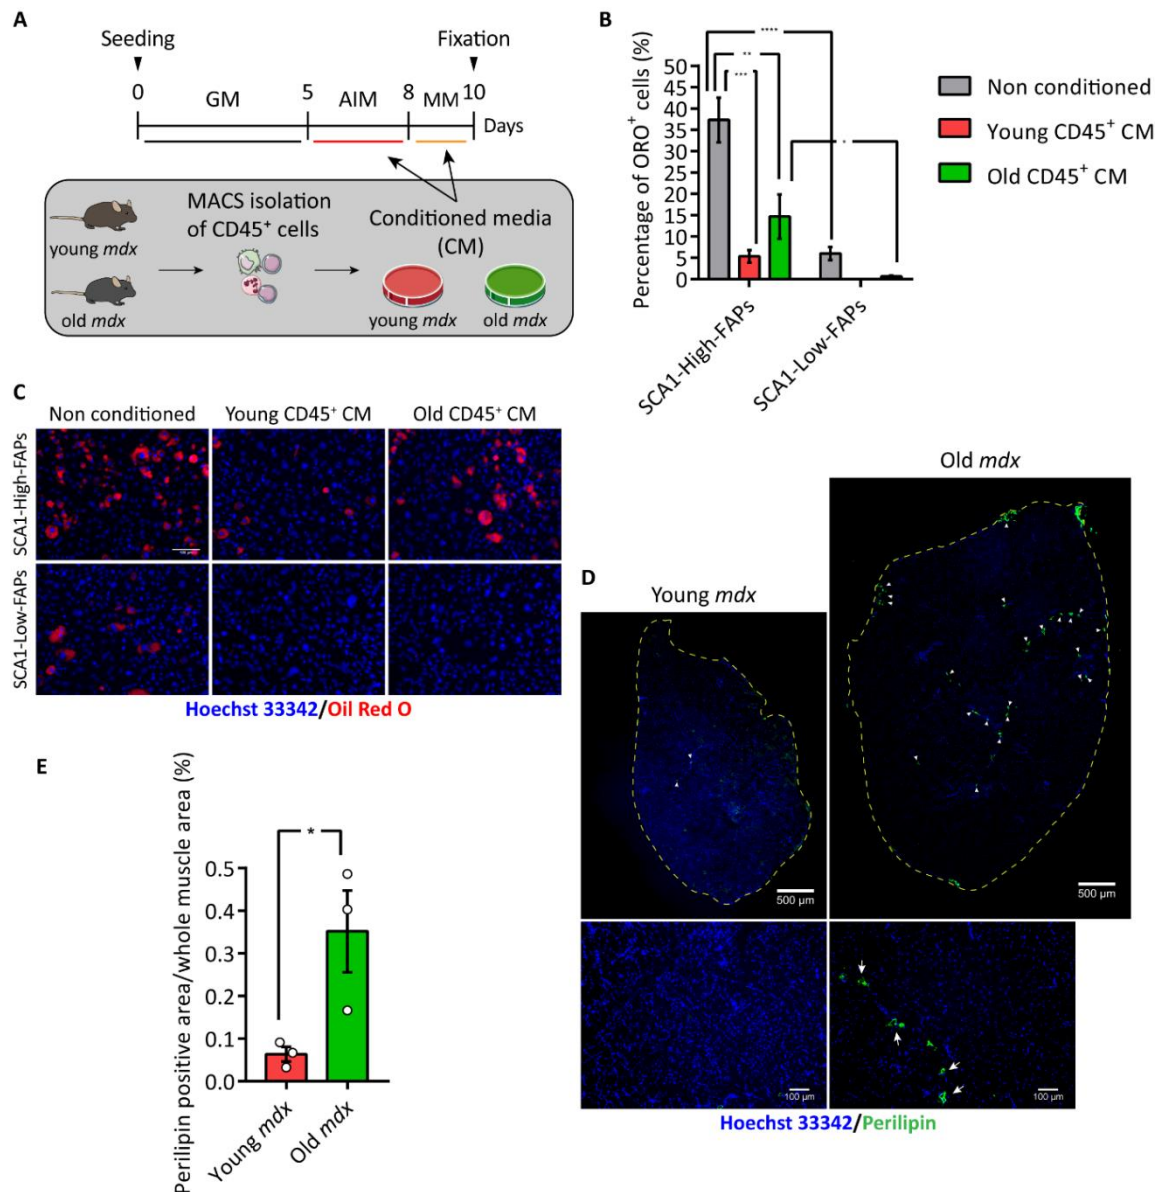 A
Seeding
Fixation
0
5
8
10
GM
AIM
MM
Days
young mdx
old mdx
MACS isolation
of CD45⁺ cells
Conditioned media
(CM)
young mdx
old mdx
B
Percentage of ORO⁺ cells (%)
50
45
40
35
30
25
20
15
10
5
0
****
**
***
*
SCA1-High-FAPs
SCA1-Low-FAPs
Non conditioned
Young CD45⁺ CM
Old CD45⁺ CM
C
Non conditioned
Young CD45⁺ CM
Old CD45⁺ CM
SCA1-High-FAPs
SCA1-Low-FAPs
Hoechst 33342/Oil Red O
D
Young mdx
Old mdx
500 µm
500 µm
100 µm
100 µm
Hoechst 33342/Perilipin
E
Perilipin positive area/whole muscle area (%)
0.5
0.4
0.3
0.2
0.1
0.0
*
Young mdx
Old mdx